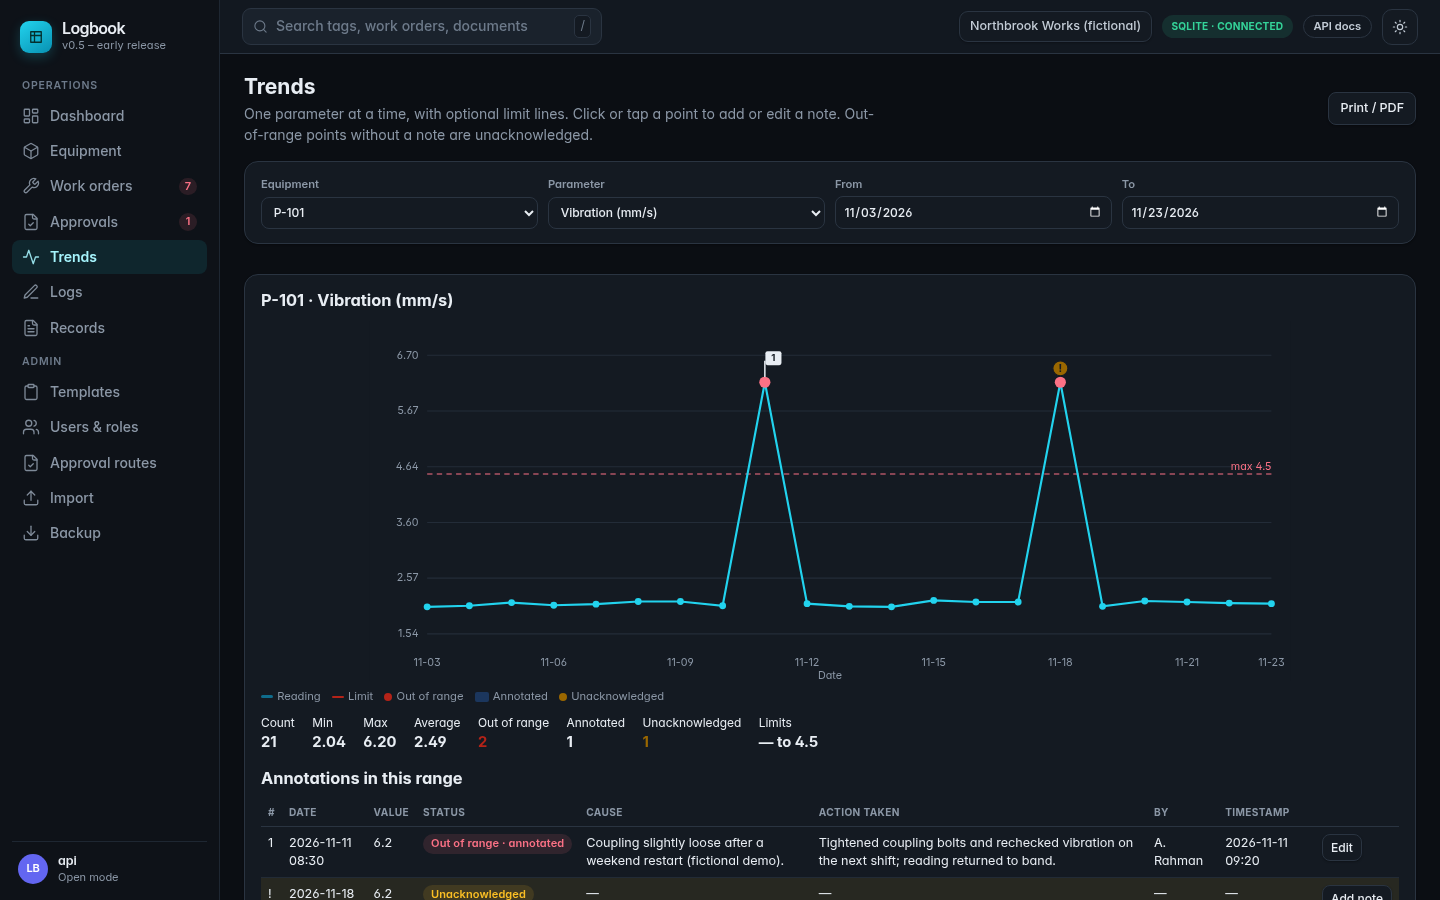 Logbook
v0.5 – early release
Search tags, work orders, documents
/
Northbrook Works (fictional)
SQLITE · CONNECTED
API docs
OPERATIONS
Dashboard
Equipment
Work orders
7
Approvals
1
Trends
Logs
Records
ADMIN
Templates
Users & roles
Approval routes
Import
Backup
LB
api
Open mode
Trends
One parameter at a time, with optional limit lines. Click or tap a point to add or edit a note. Out-
of-range points without a note are unacknowledged.
Print / PDF
Equipment
Parameter
From
To
P-101
Vibration (mm/s)
11/03/2026
11/23/2026
P-101 · Vibration (mm/s)
6.70
5.67
4.64
3.60
2.57
1.54
1
!
max 4.5
11-03
11-06
11-09
11-12
11-15
11-18
11-21
11-23
Date
Reading
Limit
Out of range
Annotated
Unacknowledged
Count
Min
Max
Average
Out of range
Annotated
Unacknowledged
Limits
21
2.04
6.20
2.49
2
1
1
— to 4.5
Annotations in this range
# DATE VALUE STATUS CAUSE ACTION TAKEN BY TIMESTAMP
1 2026-11-11 6.2 Out of range · annotated Coupling slightly loose after a Tightened coupling bolts and rechecked vibration on A. 2026-11-11 Edit
08:30 weekend restart (fictional demo). the next shift; reading returned to band. Rahman 09:20
! 2026-11-18 6.2 Unacknowledged — — — — Add note